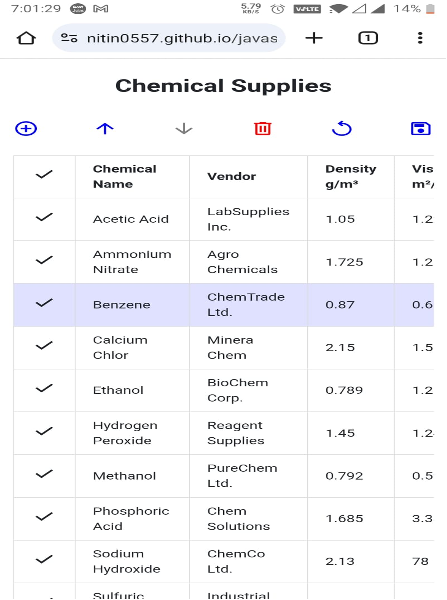 7:01:29 5.79 KB/S VoLTE 14%
nitin0557.github.io/javas 1
Chemical Supplies
Chemical Name Vendor Density g/m³ Vis m²/
Acetic Acid LabSupplies Inc. 1.05 1.2
Ammonium Nitrate Agro Chemicals 1.725 1.2
Benzene ChemTrade Ltd. 0.87 0.6
Calcium Chlor Minera Chem 2.15 1.5
Ethanol BioChem Corp. 0.789 1.2
Hydrogen Peroxide Reagent Supplies 1.45 1.2
Methanol PureChem Ltd. 0.792 0.5
Phosphoric Acid Chem Solutions 1.685 3.3
Sodium Hydroxide ChemCo Ltd. 2.13 78
Sulfuric Industrial